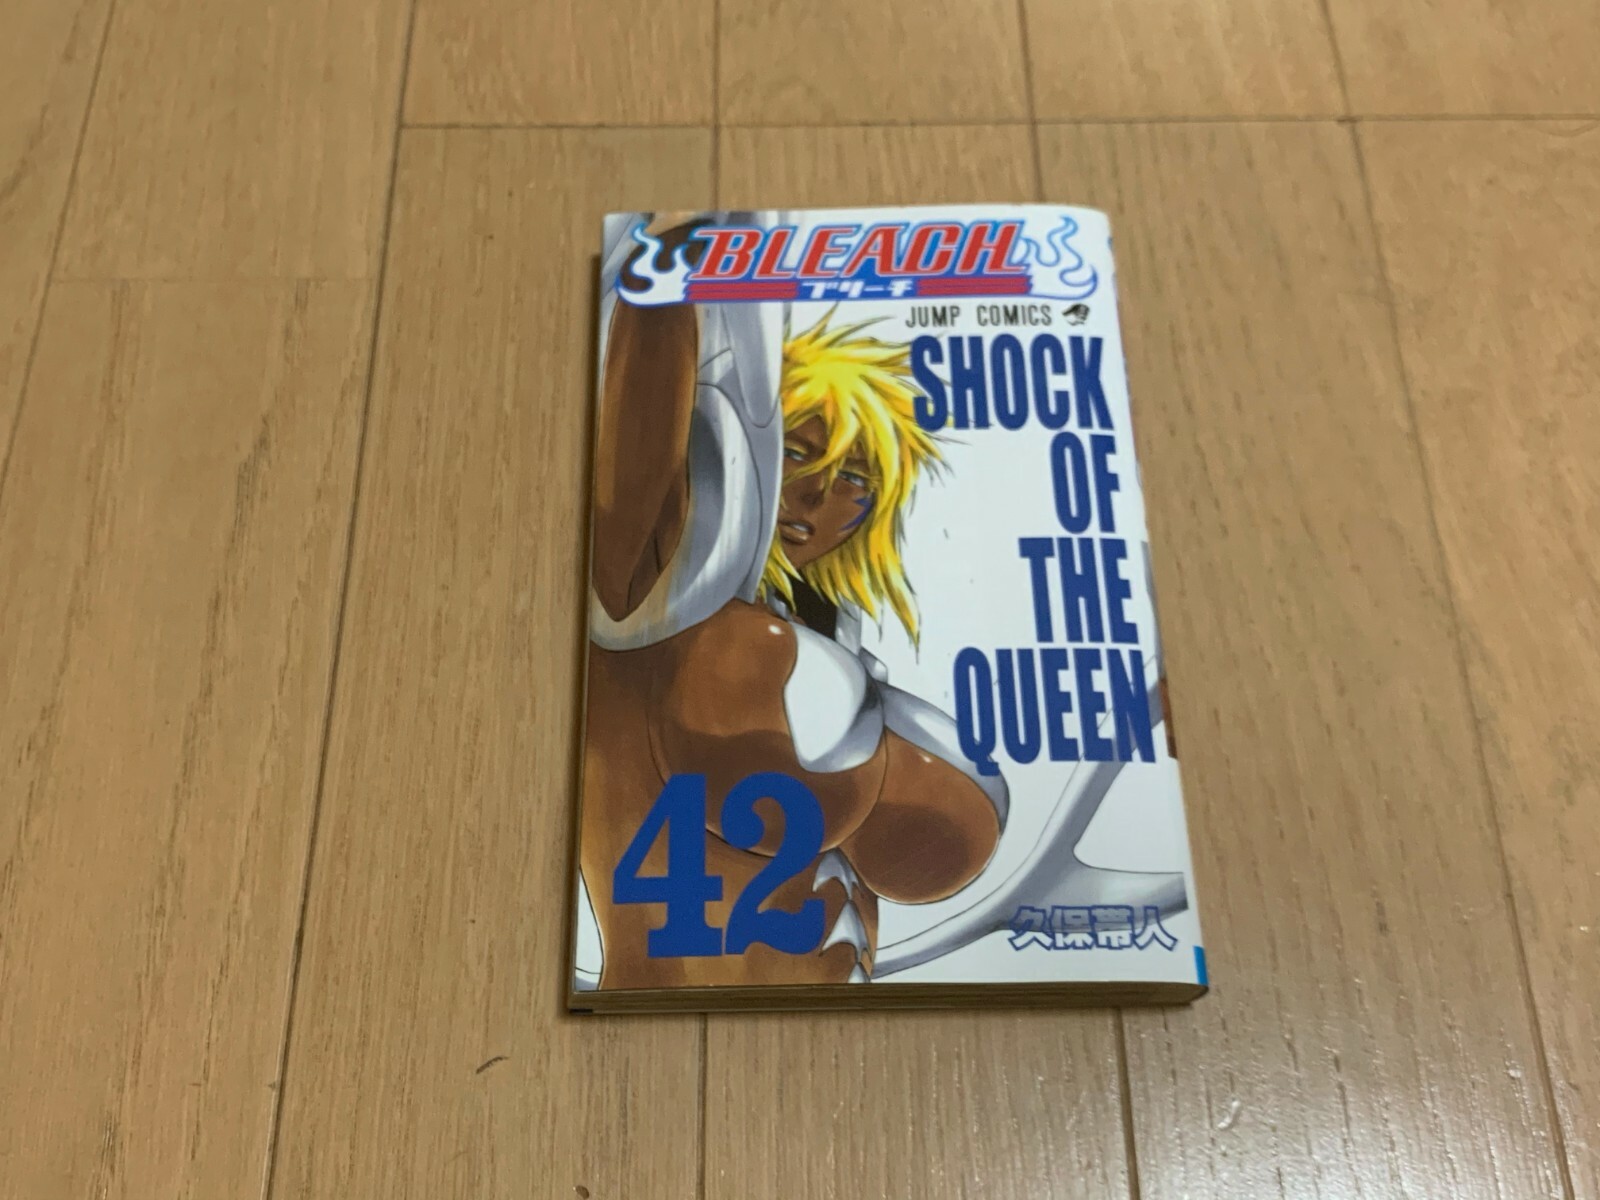 BLEACH
ブリーチ
JUMP COMICS
SHOCK
OF
THE
QUEEN
42
久保帯人